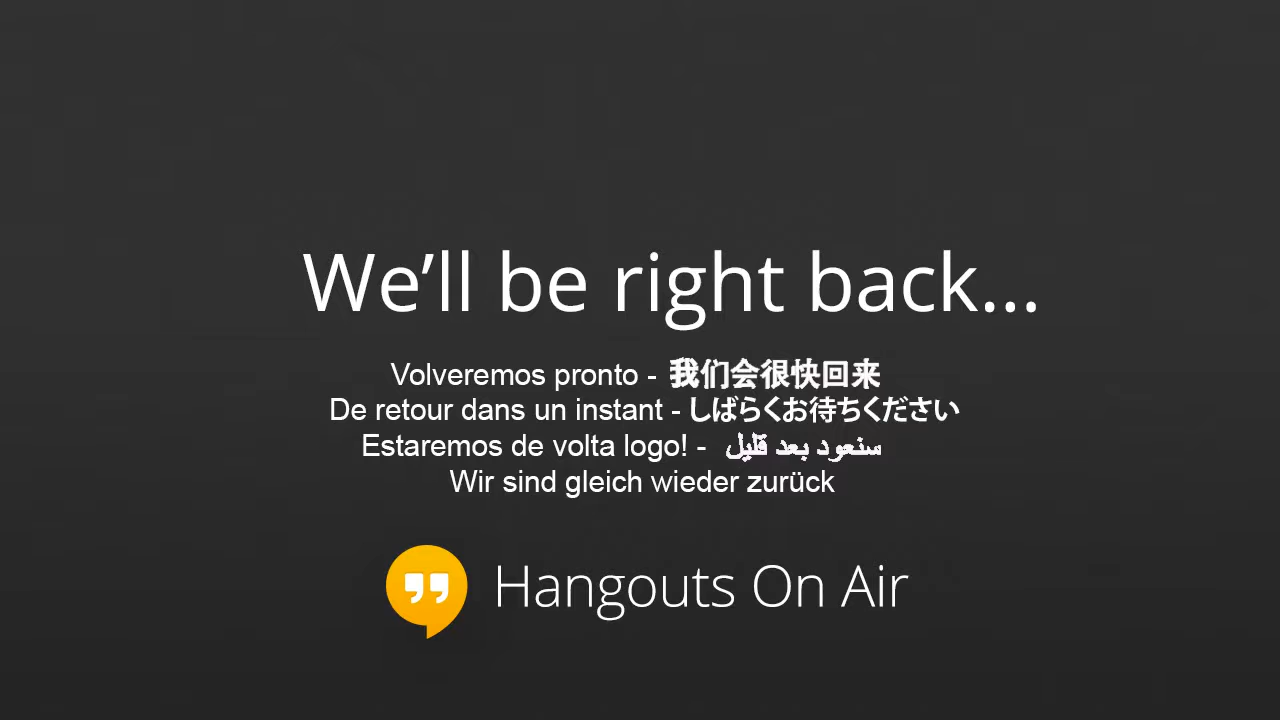 We’ll be right back...
Volveremos pronto - 我们会很快回来
De retour dans un instant - しばらくお待ちください
Estaremos de volta logo! - سنعود بعد قليل
Wir sind gleich wieder zurück
Hangouts On Air